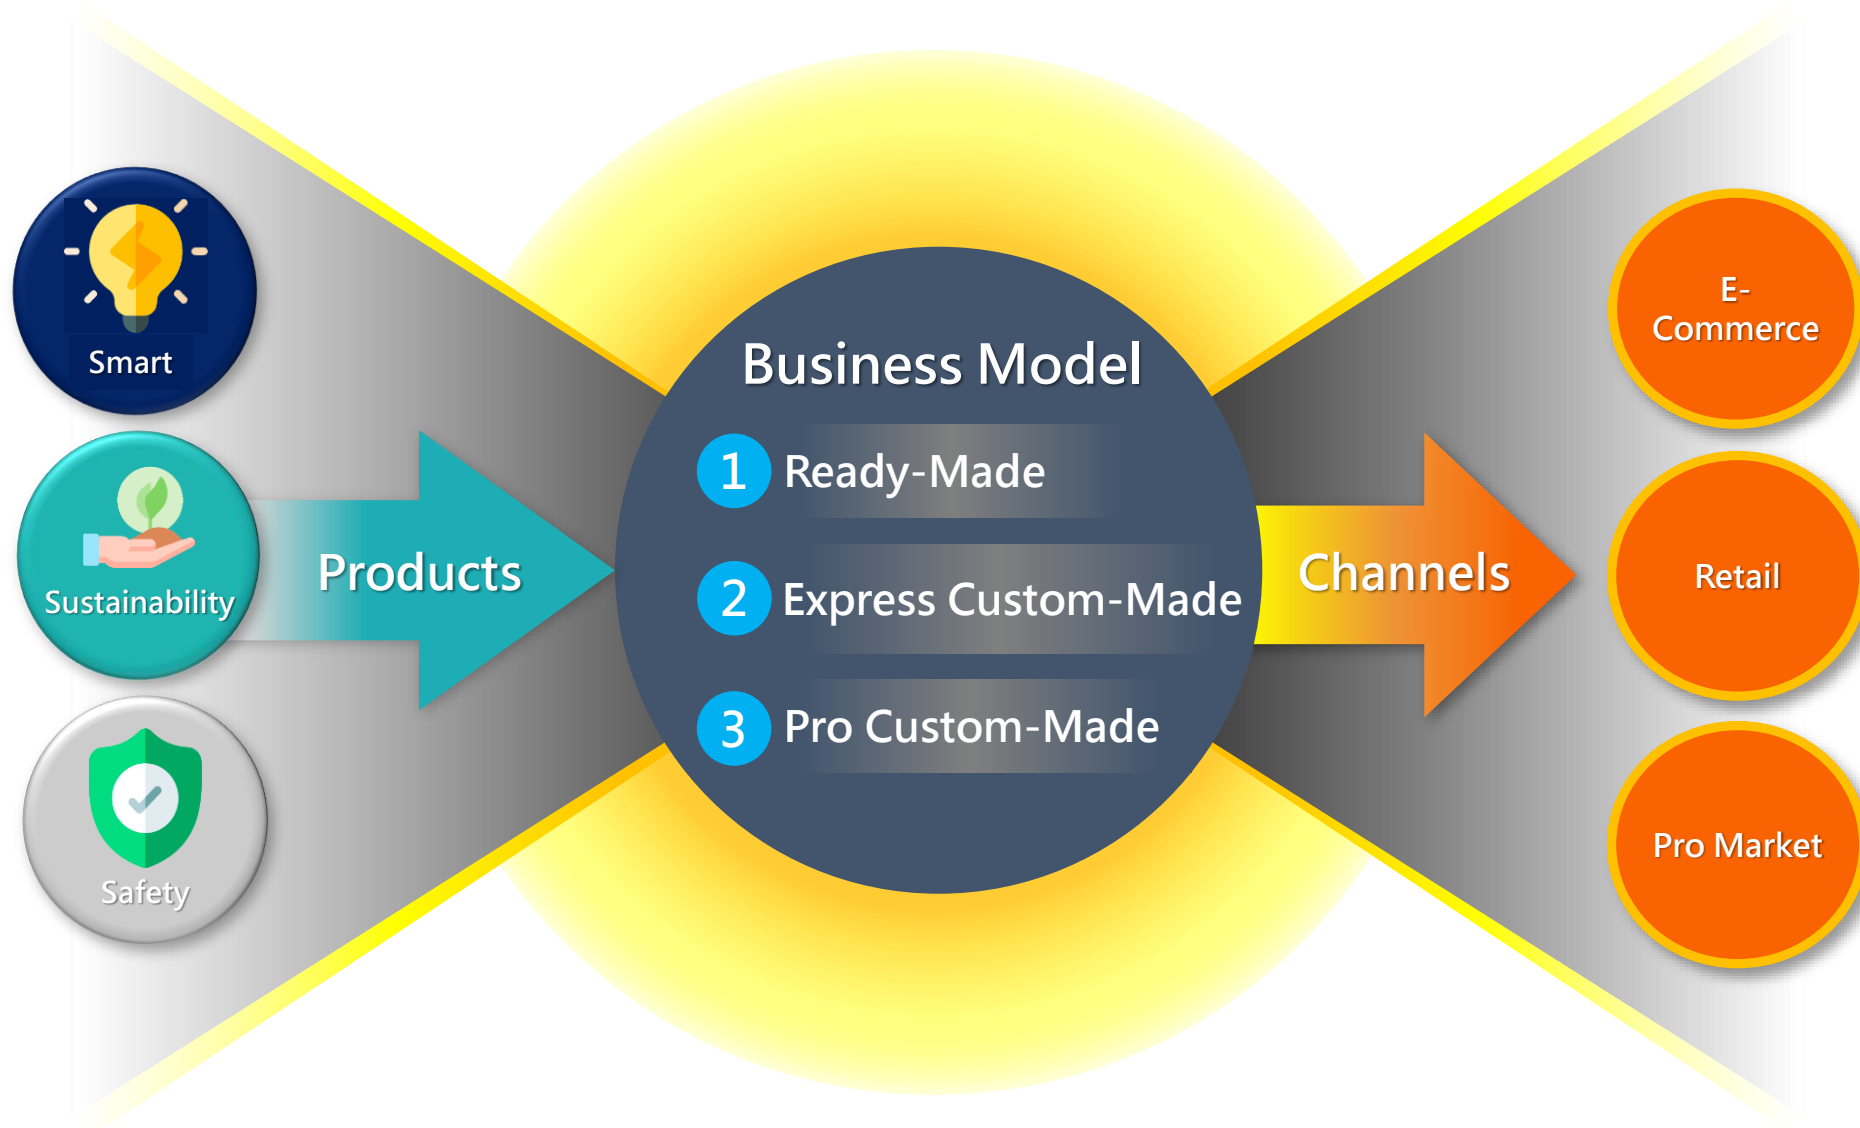 Smart
Sustainability
Safety
Products
Business Model
1 Ready-Made
2 Express Custom-Made
3 Pro Custom-Made
Channels
E-
Commerce
Retail
Pro Market